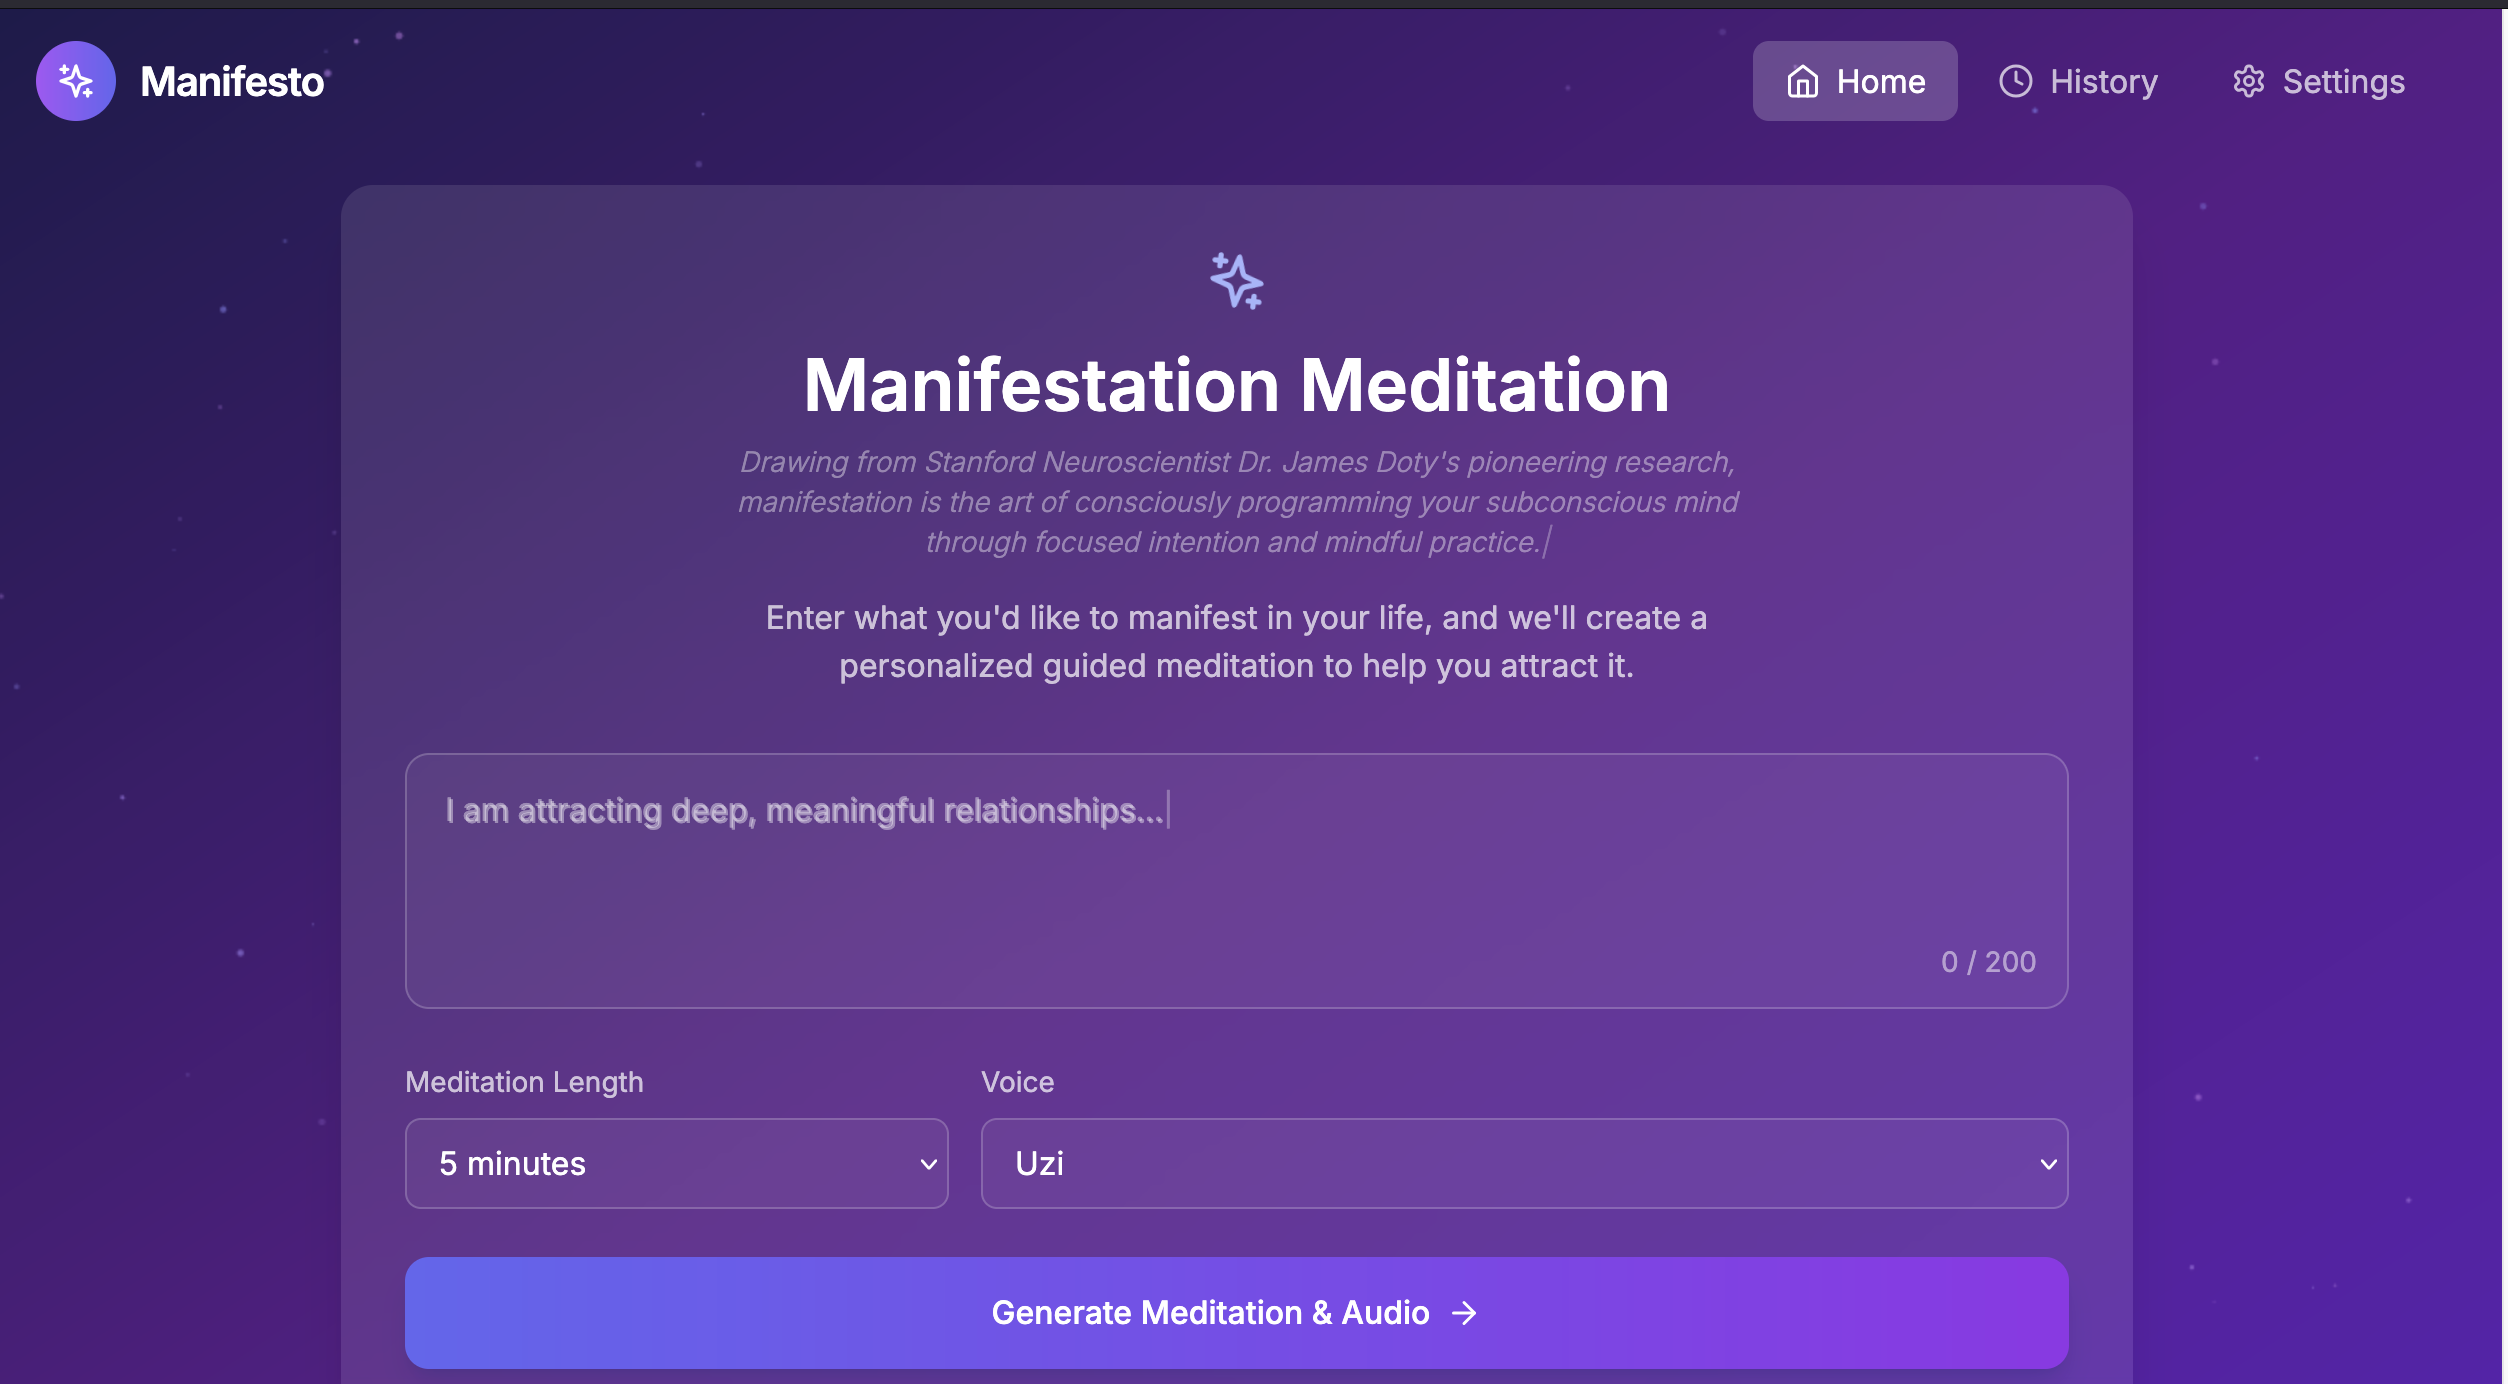 Manifesto
Home
History
Settings
Manifestation Meditation
Drawing from Stanford Neuroscientist Dr. James Doty's pioneering research,
manifestation is the art of consciously programming your subconscious mind
through focused intention and mindful practice.|
Enter what you'd like to manifest in your life, and we'll create a
personalized guided meditation to help you attract it.
I am attracting deep, meaningful relationships...|
0 / 200
Meditation Length
Voice
5 minutes
Uzi
Generate Meditation & Audio →